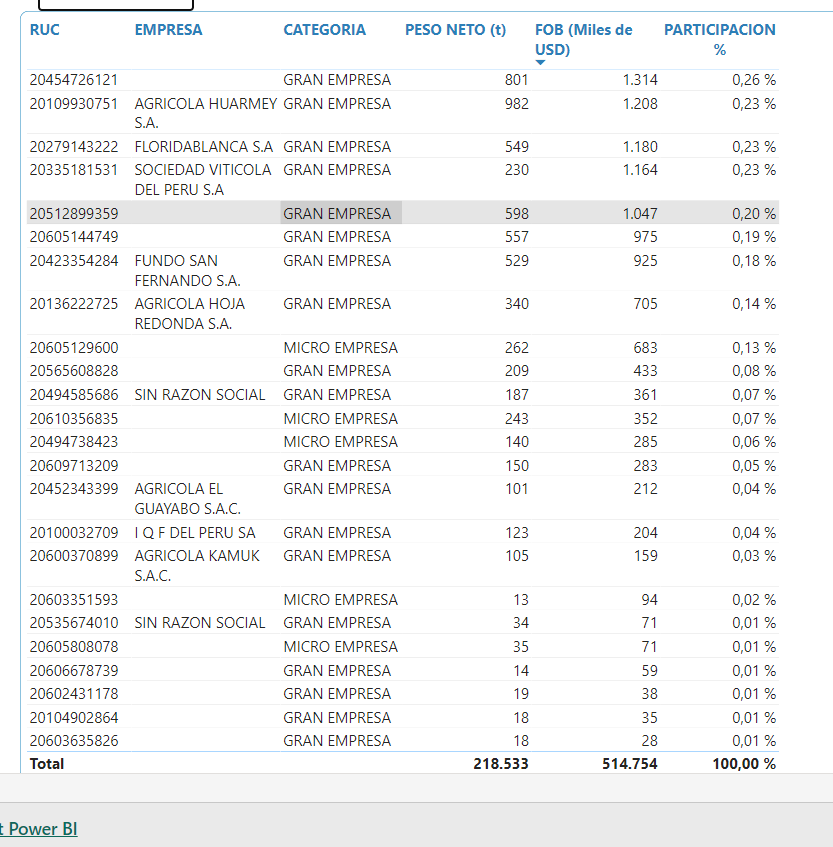 RUC EMPRESA CATEGORIA PESO NETO (t) FOB (Miles de USD) PARTICIPACION %
20454726121 GRAN EMPRESA 801 1.314 0,26 %
20109930751 AGRICOLA HUARMEY GRAN EMPRESA 982 1.208 0,23 %
S.A.
20279143222 FLORIDABLANCA S.A GRAN EMPRESA 549 1.180 0,23 %
20335181531 SOCIEDAD VITICOLA GRAN EMPRESA 230 1.164 0,23 %
DEL PERU S.A
20512899359 GRAN EMPRESA 598 1.047 0,20 %
20605144749 GRAN EMPRESA 557 975 0,19 %
20423354284 FUNDO SAN GRAN EMPRESA 529 925 0,18 %
FERNANDO S.A.
20136222725 AGRICOLA HOJA GRAN EMPRESA 340 705 0,14 %
REDONDA S.A.
20605129600 MICRO EMPRESA 262 683 0,13 %
20565608828 GRAN EMPRESA 209 433 0,08 %
20494585686 SIN RAZON SOCIAL GRAN EMPRESA 187 361 0,07 %
20610356835 MICRO EMPRESA 243 352 0,07 %
20494738423 MICRO EMPRESA 140 285 0,06 %
20609713209 GRAN EMPRESA 150 283 0,05 %
20452343399 AGRICOLA EL GRAN EMPRESA 101 212 0,04 %
GUAYABO S.A.C.
20100032709 I Q F DEL PERU SA GRAN EMPRESA 123 204 0,04 %
20600370899 AGRICOLA KAMUK GRAN EMPRESA 105 159 0,03 %
S.A.C.
20603351593 MICRO EMPRESA 13 94 0,02 %
20535674010 SIN RAZON SOCIAL GRAN EMPRESA 34 71 0,01 %
20605808078 MICRO EMPRESA 35 71 0,01 %
20606678739 GRAN EMPRESA 14 59 0,01 %
20602431178 GRAN EMPRESA 19 38 0,01 %
20104902864 GRAN EMPRESA 18 35 0,01 %
20603635826 GRAN EMPRESA 18 28 0,01 %
Total 218.533 514.754 100,00 %
t Power BI